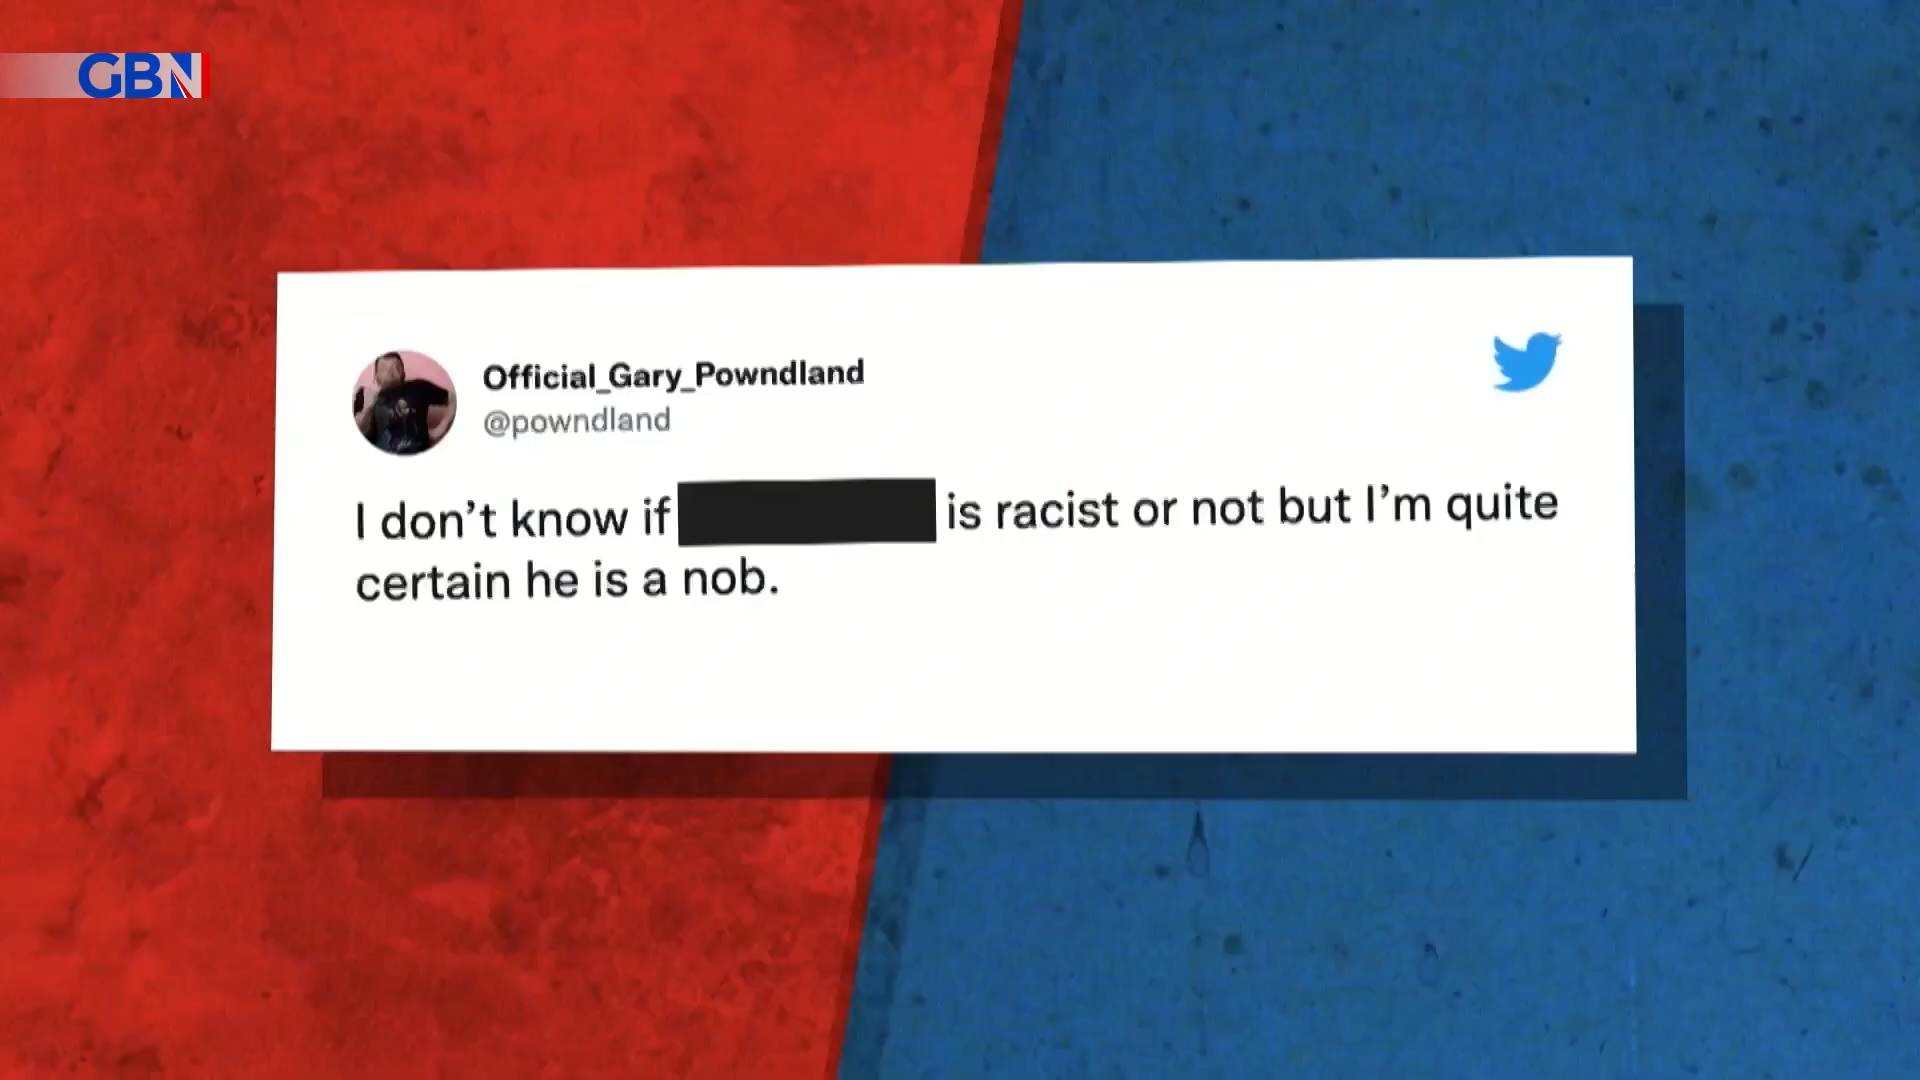 GBN
Official_Gary_Powndland
@powndland
I don't know if is racist or not but I'm quite
certain he is a nob.